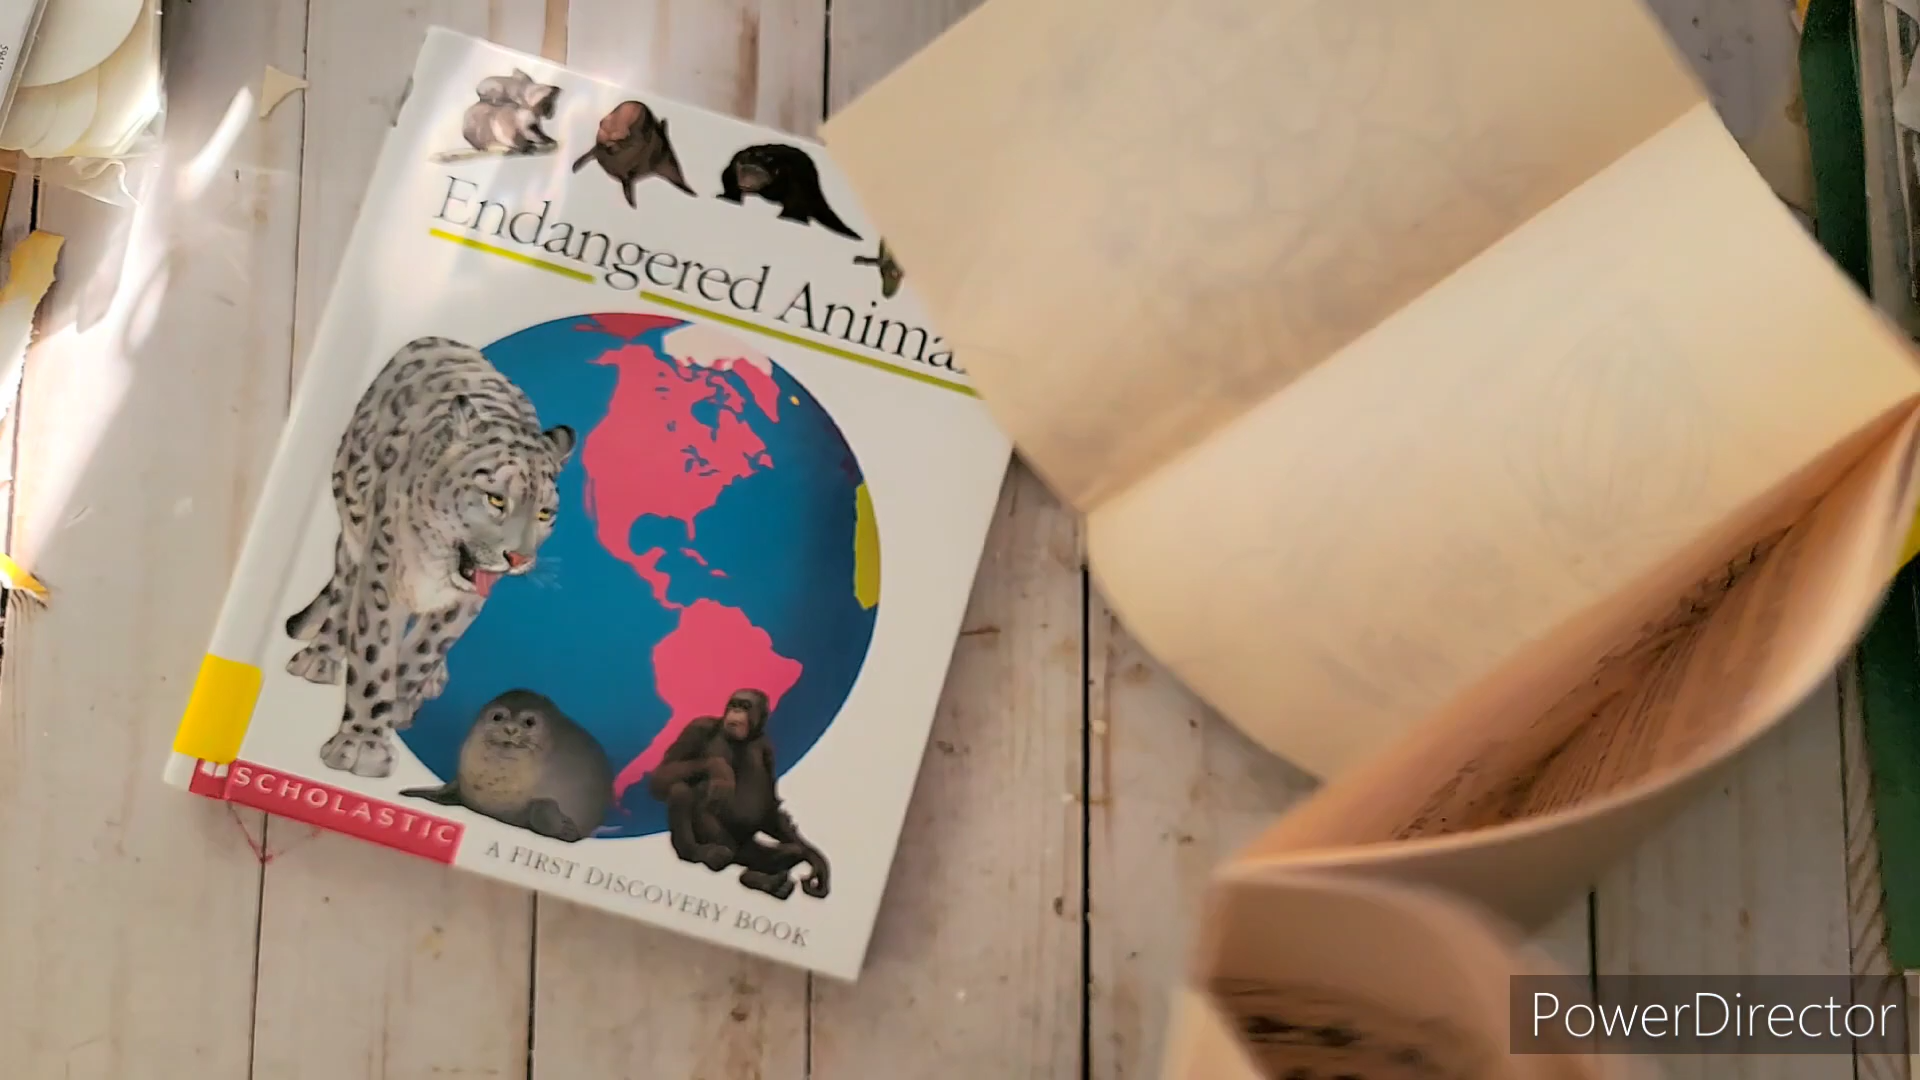 Endangered Anima
SCHOLASTIC
A FIRST DISCOVERY BOOK
PowerDirector